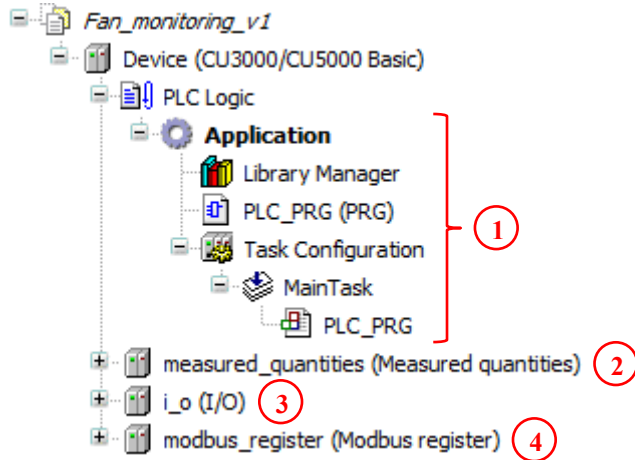 Fan_monitoring_v1
Device (CU3000/CU5000 Basic)
PLC Logic
Application
Library Manager
PLC_PRG (PRG)
1
Task Configuration
MainTask
PLC_PRG
measured_quantities (Measured quantities) 2
i_o (I/O) 3
modbus_register (Modbus register) 4